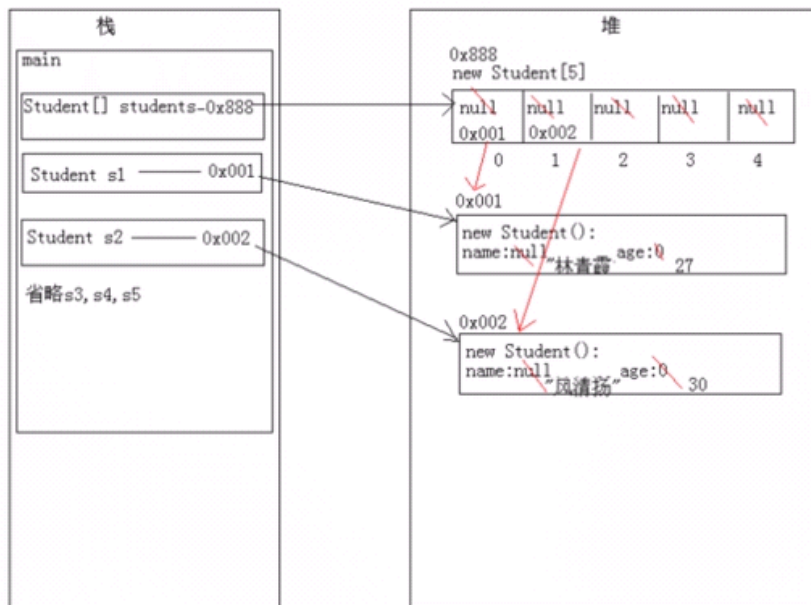 栈
main
Student[] students-0x888
Student s1 0x001
Student s2 0x002
省略s3,s4,s5
堆
0x888
new Student[5]
null null null null null
0x001 0x002
0 1 2 3 4
0x001
new Student():
name:null age:0
"林青霞 27
0x002
new Student():
name:null age:0
"风清扬" 30